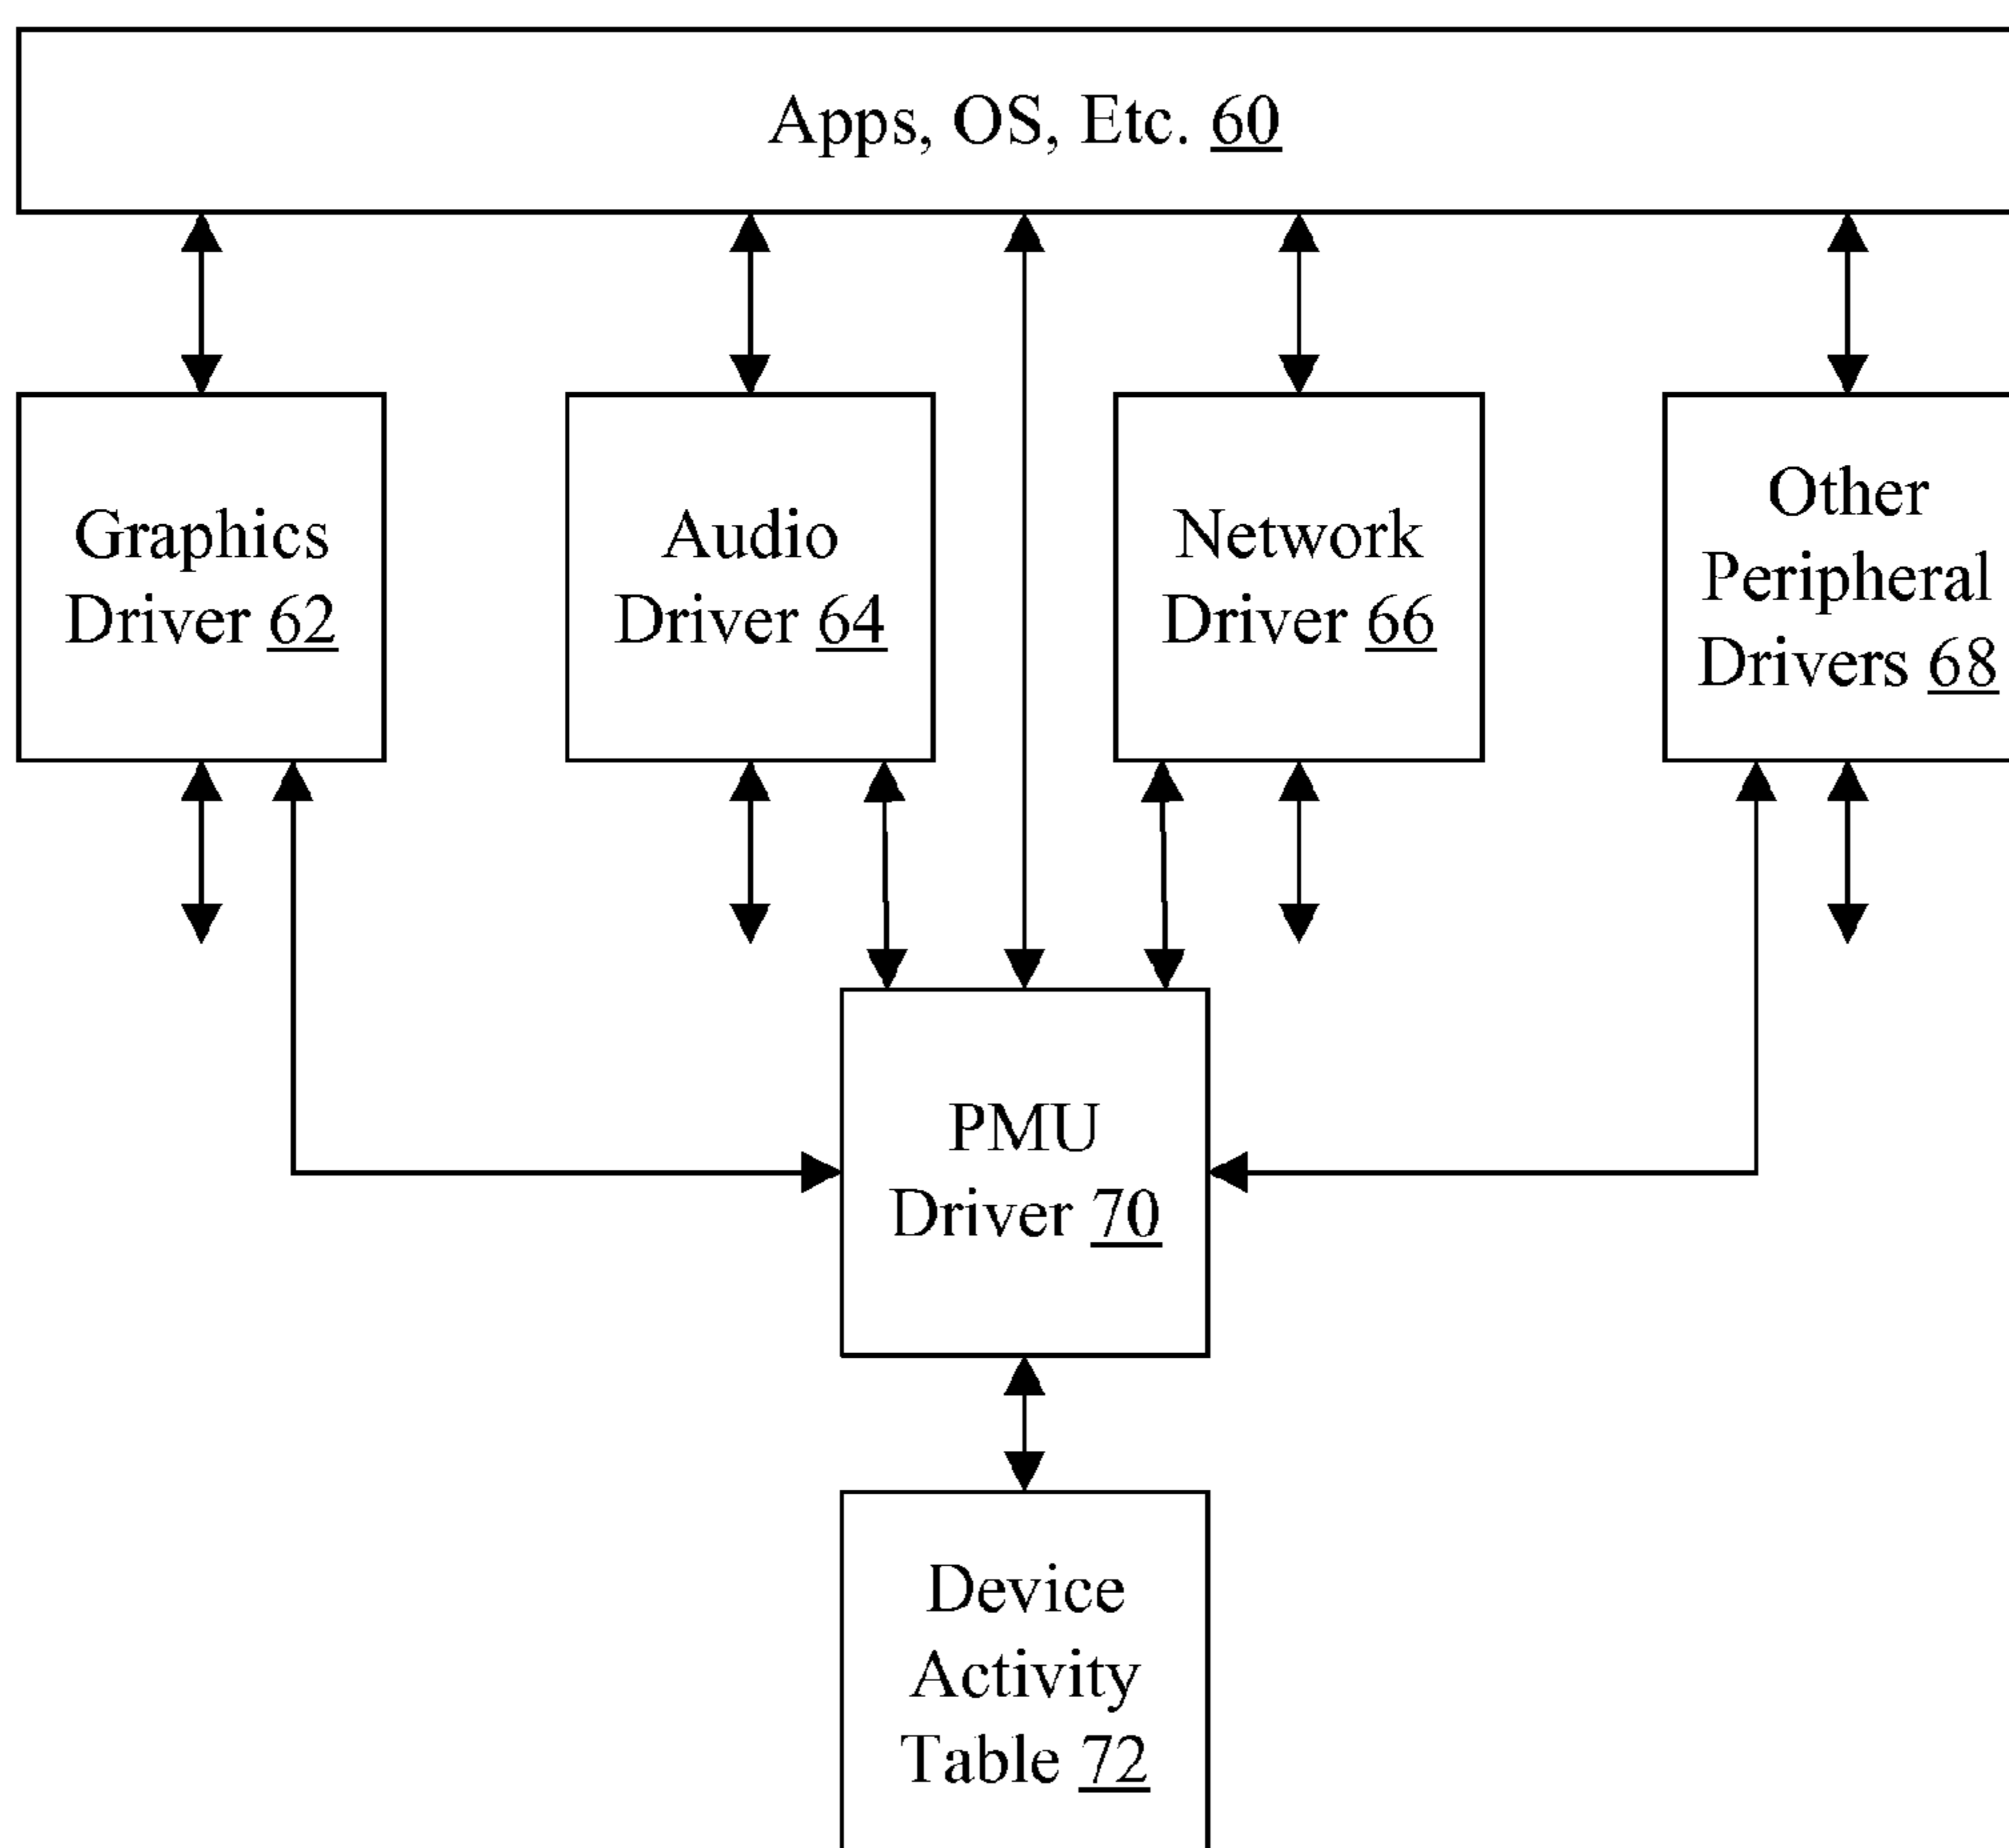 Apps, OS, Etc. 60
Graphics
Driver 62
Audio
Driver 64
Network
Driver 66
Other
Peripheral
Drivers 68
PMU
Driver 70
Device
Activity
Table 72